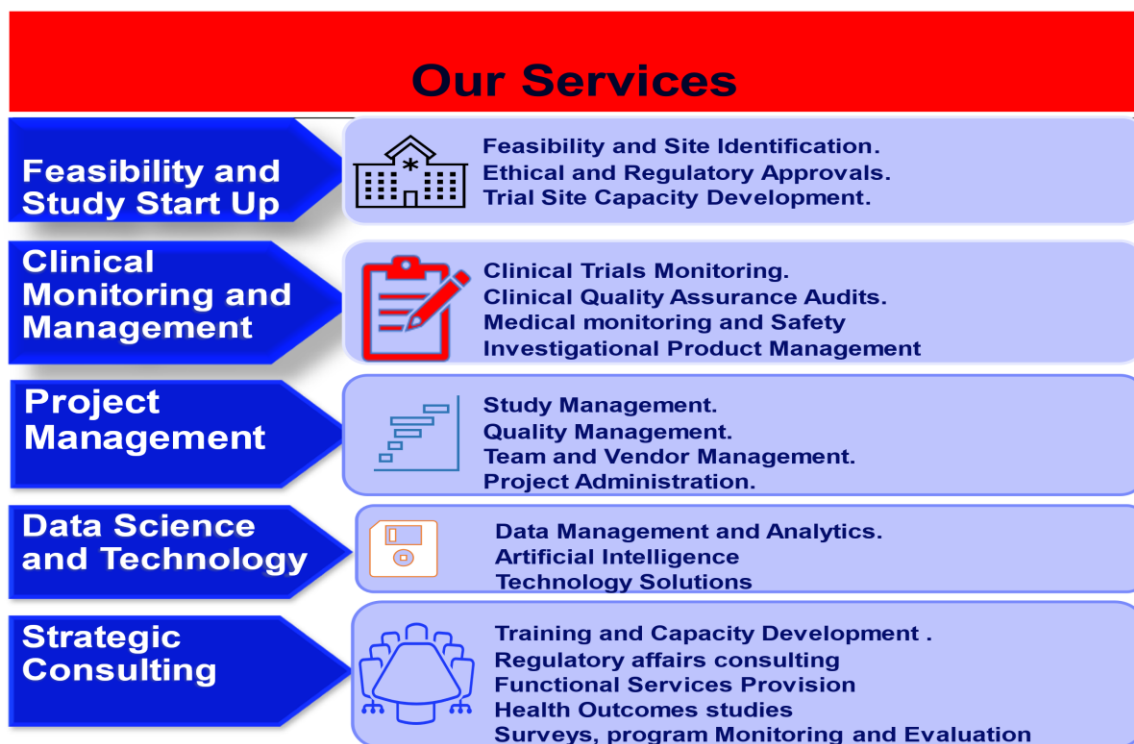 Our Services
Feasibility and
Study Start Up
Feasibility and Site Identification.
Ethical and Regulatory Approvals.
Trial Site Capacity Development.
Clinical
Monitoring and
Management
Clinical Trials Monitoring.
Clinical Quality Assurance Audits.
Medical monitoring and Safety
Investigational Product Management
Project
Management
Study Management.
Quality Management.
Team and Vendor Management.
Project Administration.
Data Science
and Technology
Data Management and Analytics.
Artificial Intelligence
Technology Solutions
Strategic
Consulting
Training and Capacity Development .
Regulatory affairs consulting
Functional Services Provision
Health Outcomes studies
Surveys, program Monitoring and Evaluation